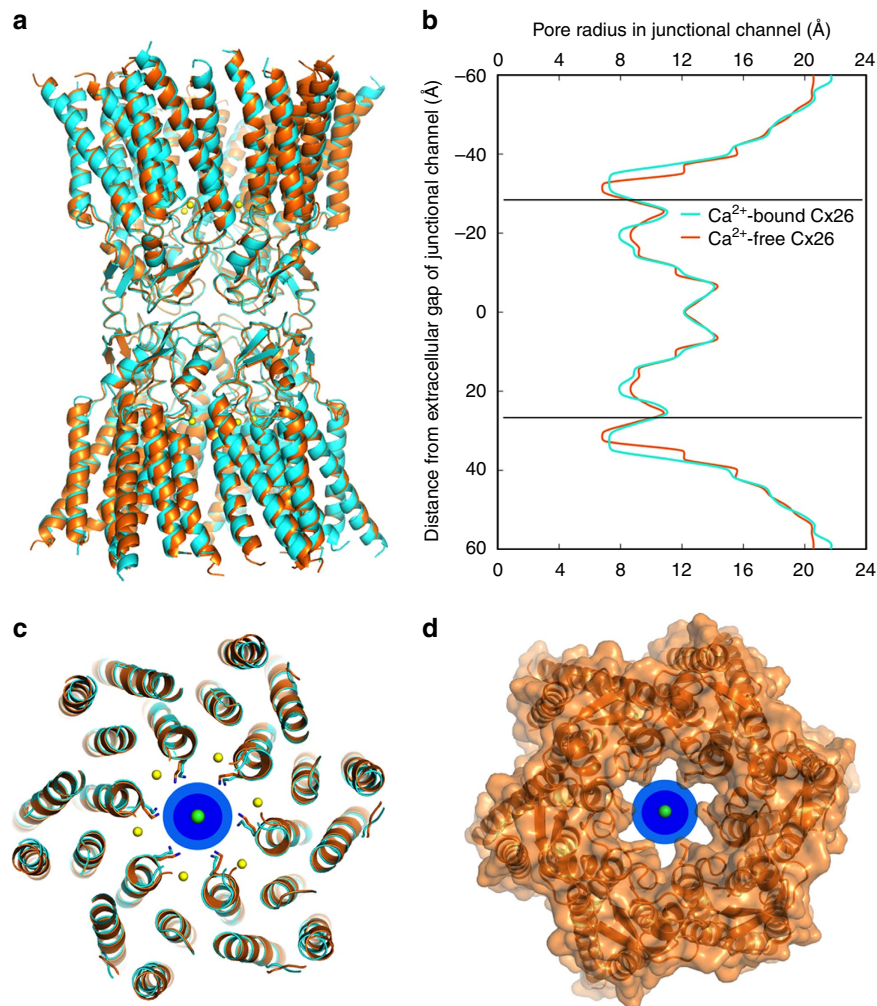 a
b
Pore radius in junctional channel (Å)
0 4 8 12 16 20 24
Distance from extracellular gap of junctional channel (Å)
–60
–40
–20
0
20
40
60
Ca²⁺-bound Cx26
Ca²⁺-free Cx26
0 4 8 12 16 20 24
c
d